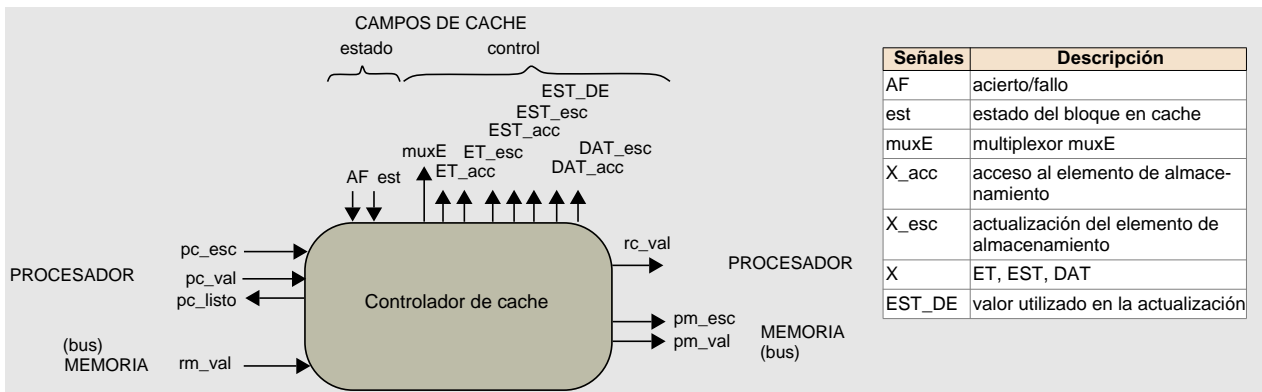 CAMPOS DE CACHE
estado control
EST_DE
EST_esc
EST_acc
muxE ET_esc DAT_esc
ET_acc DAT_acc
AF est
pc_esc
rc_val
PROCESADOR
pc_val
PROCESADOR
pc_listo
Controlador de cache
pm_esc
MEMORIA
(bus)
pm_val
(bus)
MEMORIA
rm_val
Señales Descripción
AF acierto/fallo
est estado del bloque en cache
muxE multiplexor muxE
X_acc acceso al elemento de almace-
namiento
X_esc actualización del elemento de
almacenamiento
X ET, EST, DAT
EST_DE valor utilizado en la actualización